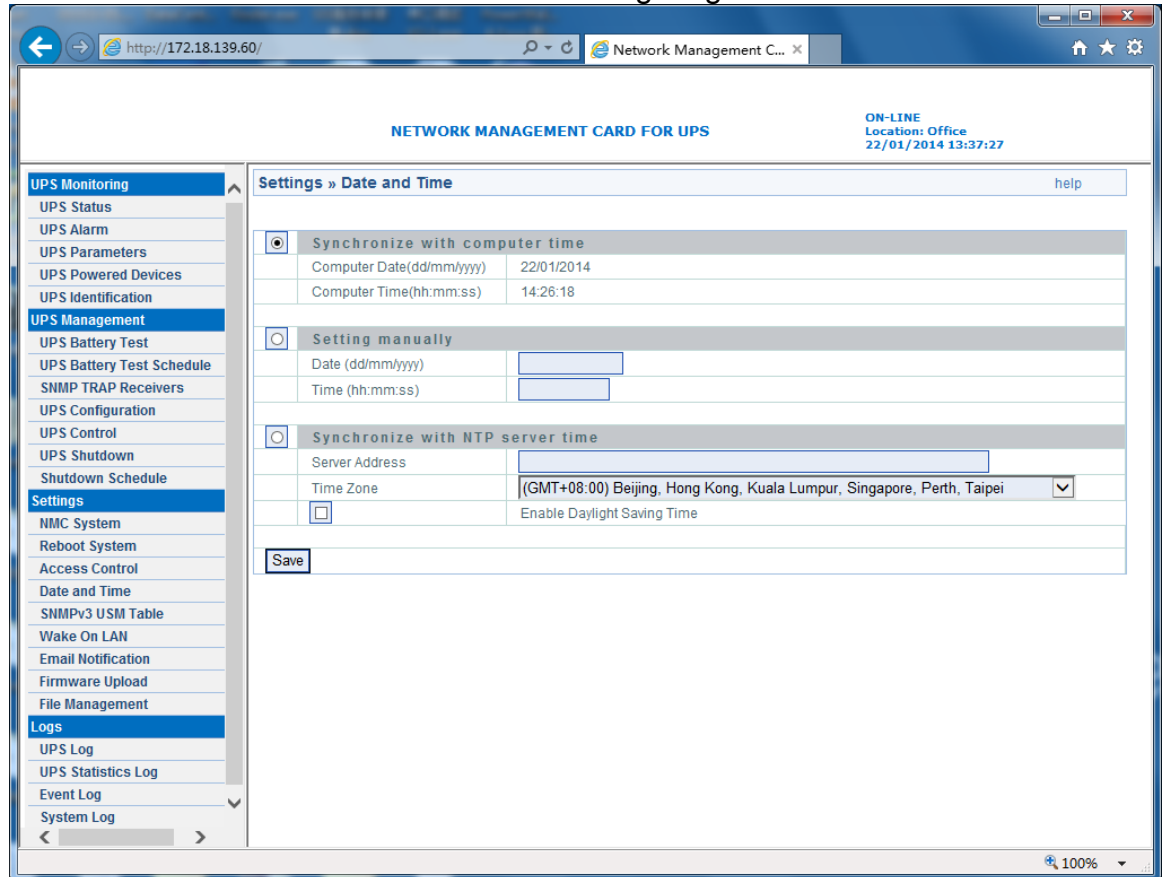 http://172.18.139.60/
Network Management C...
NETWORK MANAGEMENT CARD FOR UPS
ON-LINE
Location: Office
22/01/2014 13:37:27
UPS Monitoring
UPS Status
UPS Alarm
UPS Parameters
UPS Powered Devices
UPS Identification
UPS Management
UPS Battery Test
UPS Battery Test Schedule
SNMP TRAP Receivers
UPS Configuration
UPS Control
UPS Shutdown
Shutdown Schedule
Settings
NMC System
Reboot System
Access Control
Date and Time
SNMPv3 USM Table
Wake On LAN
Email Notification
Firmware Upload
File Management
Logs
UPS Log
UPS Statistics Log
Event Log
System Log
Settings » Date and Time help
Synchronize with computer time
Computer Date(dd/mm/yyyy) 22/01/2014
Computer Time(hh:mm:ss) 14:26:18
Setting manually
Date (dd/mm/yyyy)
Time (hh:mm:ss)
Synchronize with NTP server time
Server Address
Time Zone (GMT+08:00) Beijing, Hong Kong, Kuala Lumpur, Singapore, Perth, Taipei
Enable Daylight Saving Time
Save
100%